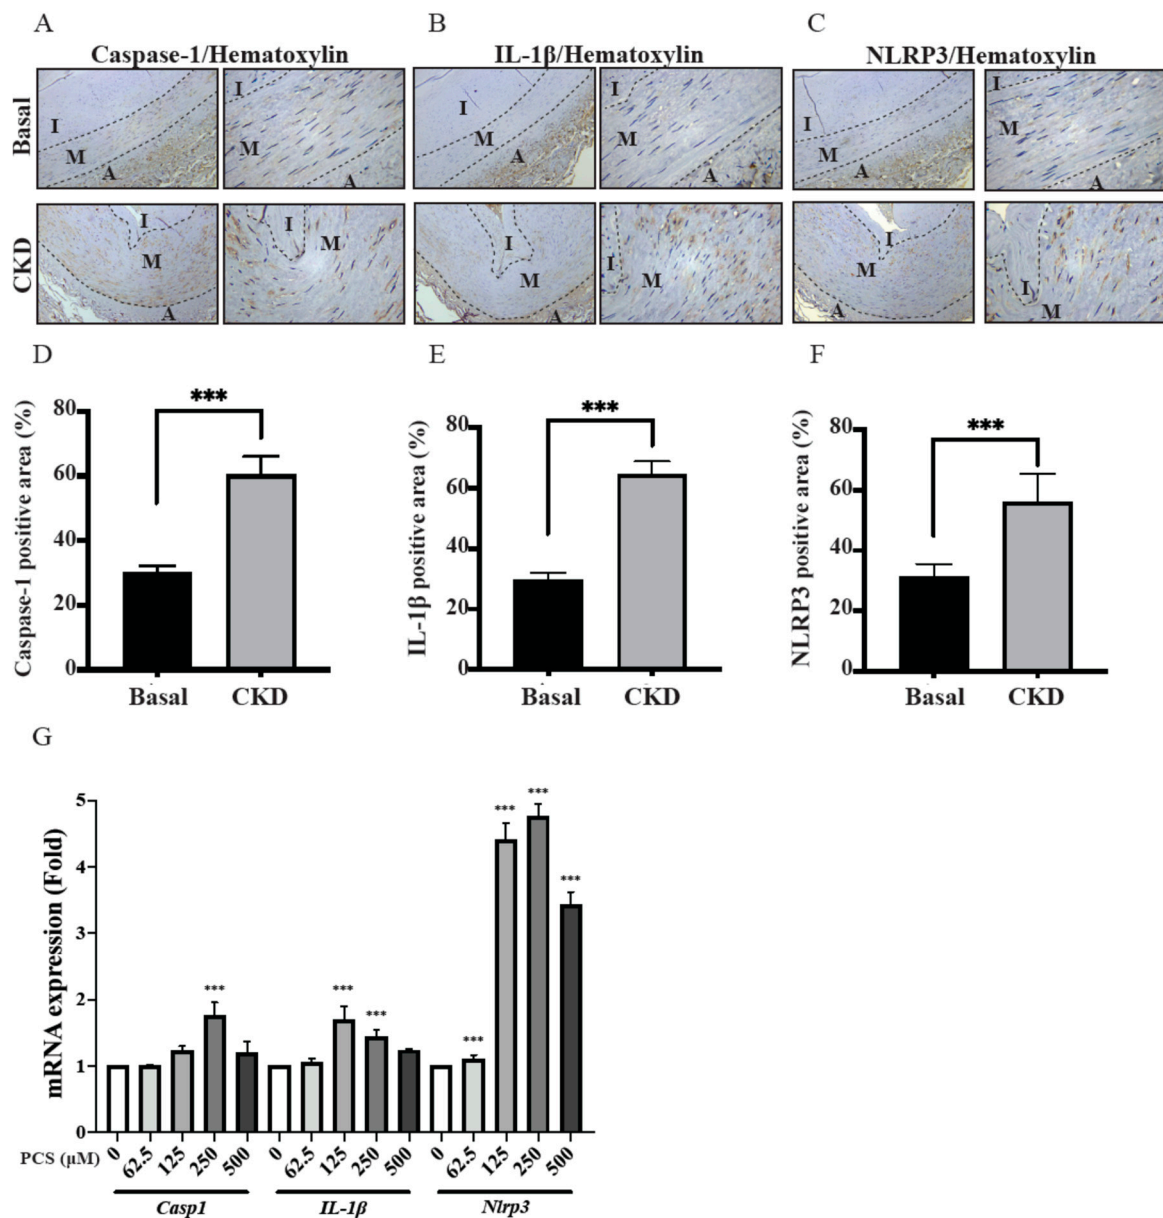 A
B
C
Caspase-1/Hematoxylin
IL-1β/Hematoxylin
NLRP3/Hematoxylin
Basal
I
M
A
I
M
A
I
M
A
I
M
A
I
M
A
I
M
A
CKD
I
M
A
I
M
I
M
A
I
M
I
M
A
I
M
D
E
F
Caspase-1 positive area (%)
80
60
40
20
0
***
Basal
CKD
IL-1β positive area (%)
80
60
40
20
0
***
Basal
CKD
NLRP3 positive area (%)
80
60
40
20
0
***
Basal
CKD
G
mRNA expression (Fold)
5
4
3
2
1
0
***
***
***
***
***
***
***
PCS (μM)
0 62.5 125 250 500 0 62.5 125 250 500 0 62.5 125 250 500
Casp1 IL-1β Nlrp3